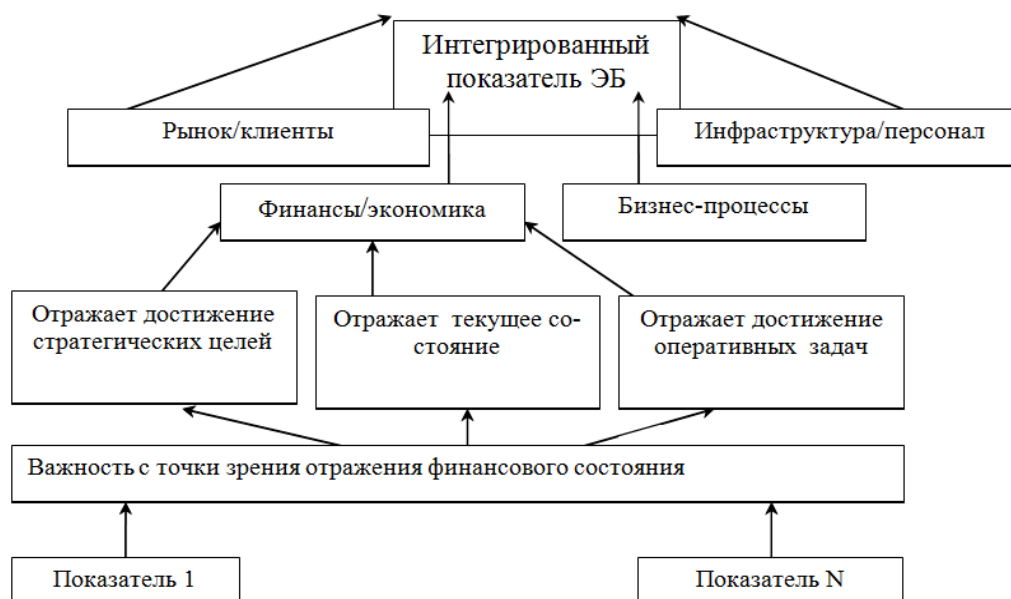 Интегрированный
показатель ЭБ
Рынок/клиенты
Инфраструктура/персонал
Финансы/экономика
Бизнес-процессы
Отражает достижение
стратегических целей
Отражает текущее со-
стояние
Отражает достижение
оперативных задач
Важность с точки зрения отражения финансового состояния
Показатель 1
Показатель N